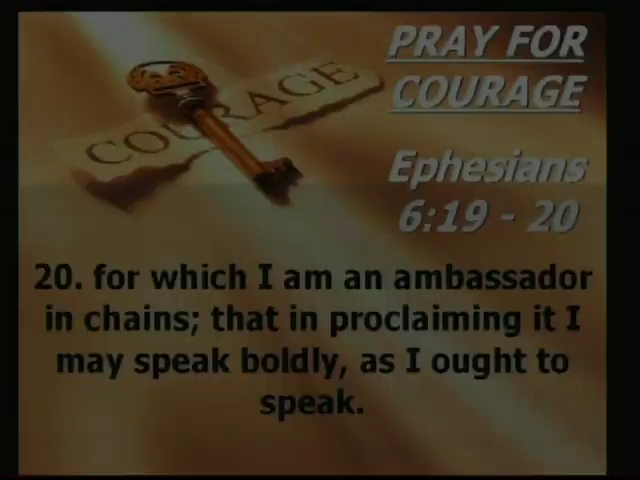 PRAY FOR
COURAGE
COURAGE
Ephesians
6:19 - 20
20. for which I am an ambassador
in chains; that in proclaiming it I
may speak boldly, as I ought to
speak.